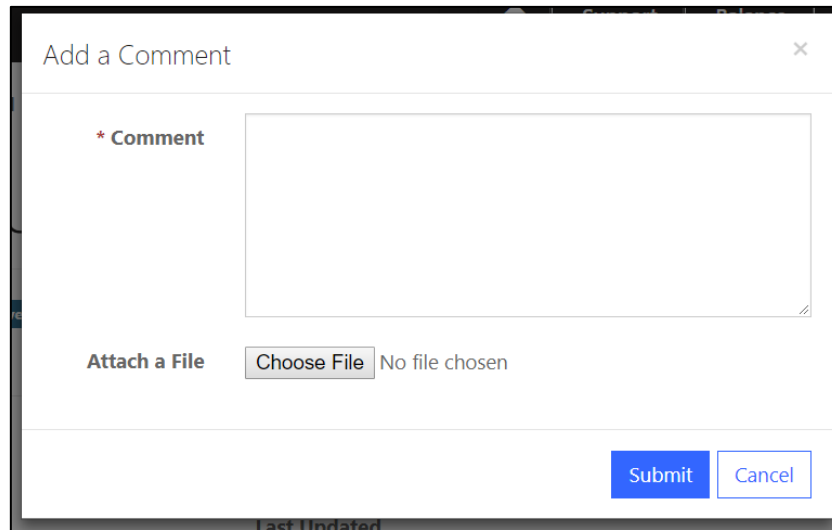 Add a Comment
×
* Comment
Attach a File
Choose File No file chosen
Submit
Cancel
Last Updated